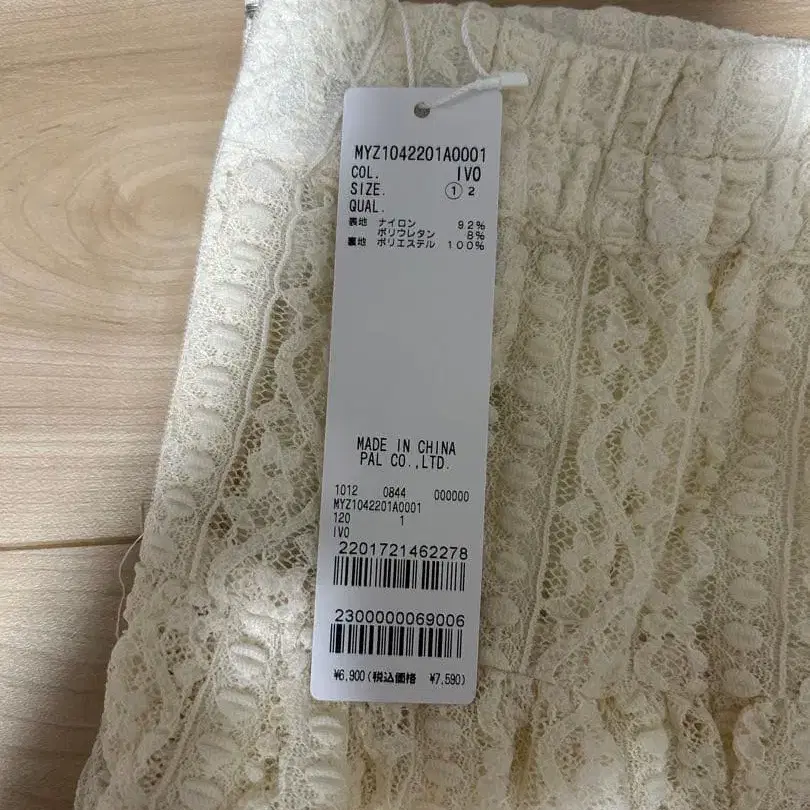 MYZ1042201A0001
COL. IVO
SIZE. ① 2
QUAL.
表地 ナイロン 92%
ポリウレタン 8%
裏地 ポリエステル 100%
MADE IN CHINA
PAL CO.,LTD.
1012 0844 000000
MYZ1042201A0001
120 1
IVO
2201721462278
2300000069006
¥6,900(税込価格 ¥7,590)